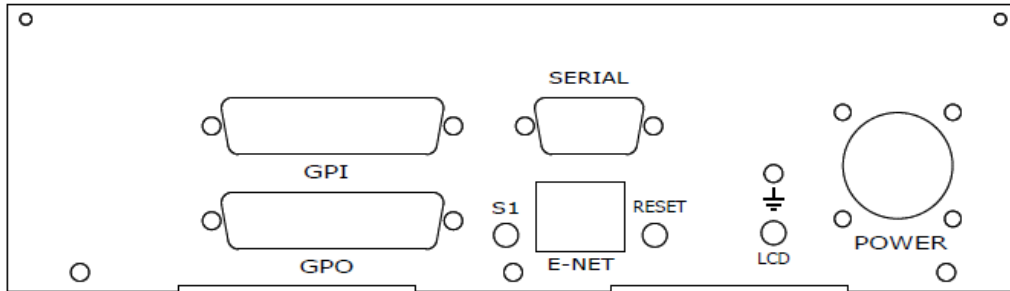 SERIAL
GPI
S1
RESET
GPO
E-NET
LCD
POWER